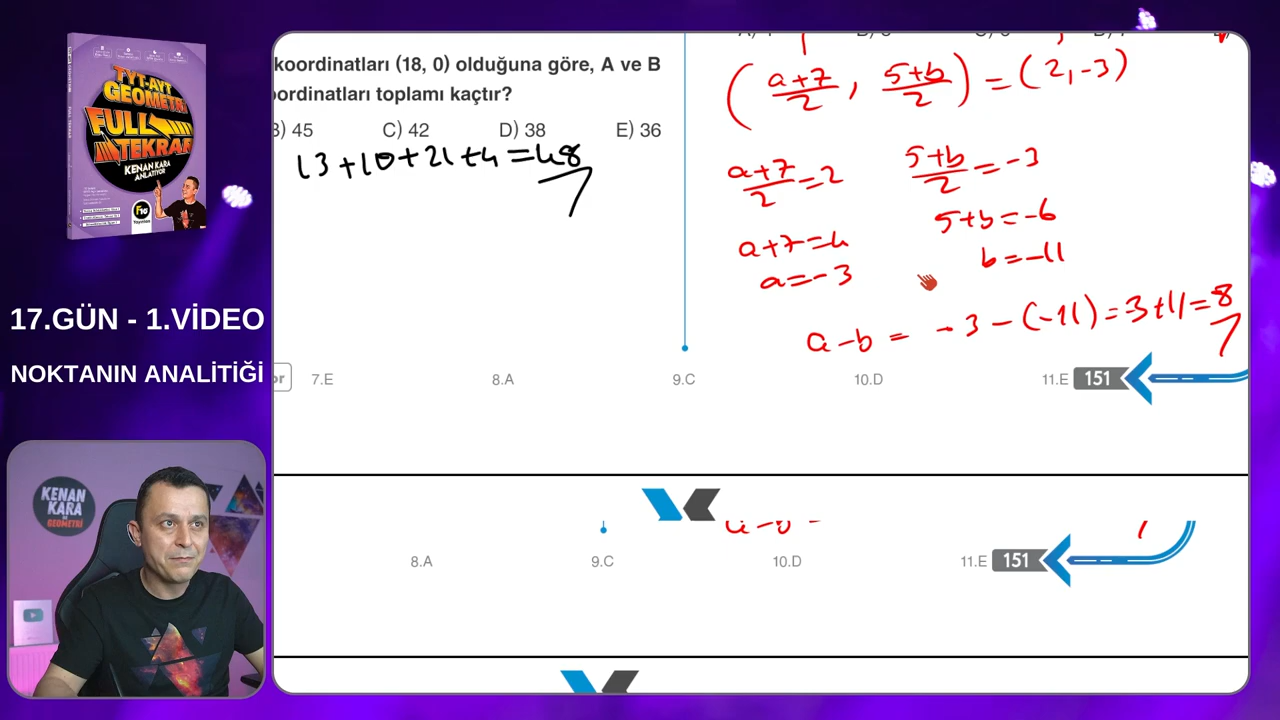 TYT-AYT
GEOMETRİ
FULL
TEKRAR
KENAN KARA
ANLATIYOR
17.GÜN - 1.VİDEO
NOKTANIN ANALİTİĞİ
KENAN
KARA
GEOMETRİ
koordinatları (18, 0) olduğuna göre, A ve B
ordinatları toplamı kaçtır?
B) 45 C) 42 D) 38 E) 36
13+10+21+4=48
(a+7/2, 5+b/2) = (2,-3)
a+7/2=2 5+b/2=-3
a+7=4 5+b=-6
a=-3 b=-11
a-b = -3-(-11)=3+11=8
or 7.E 8.A 9.C 10.D 11.E 151
a-b =
8.A 9.C 10.D 11.E 151